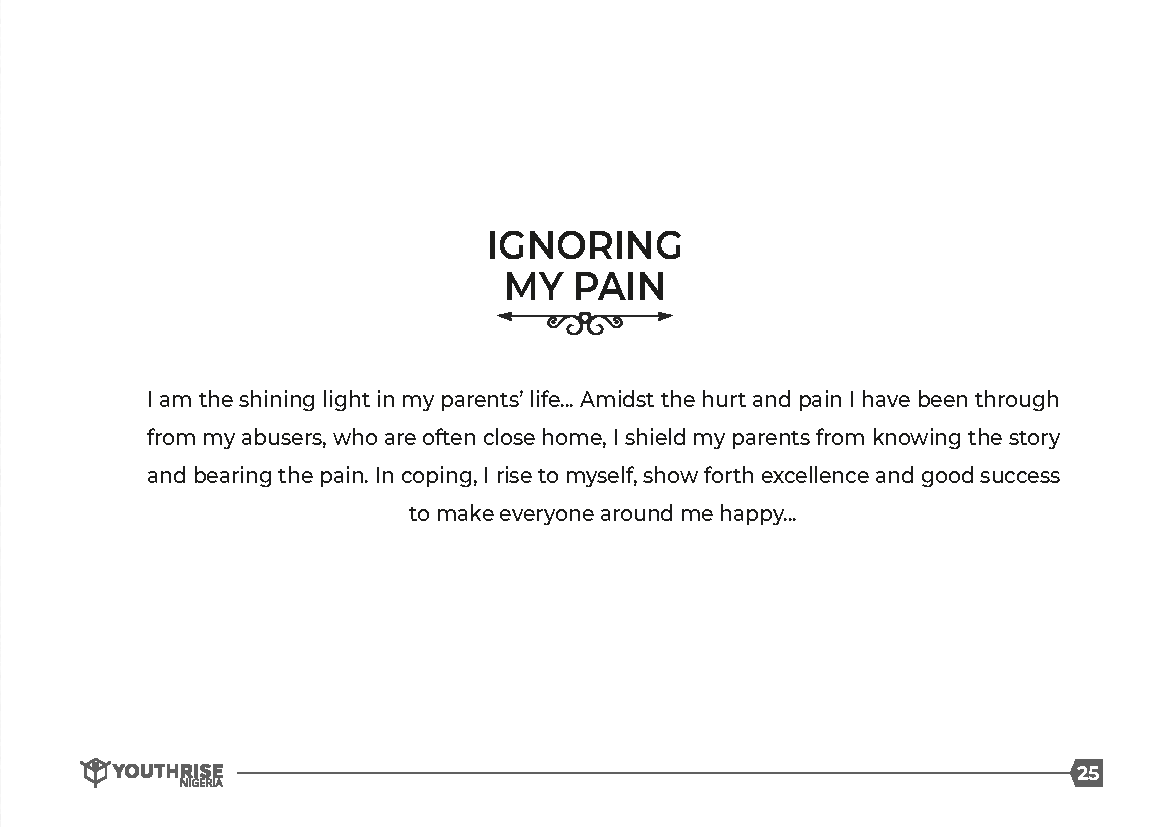 IGNORING
MY PAIN
I am the shining light in my parents’ life... Amidst the hurt and pain I have been through
from my abusers, who are often close home, I shield my parents from knowing the story
and bearing the pain. In coping, I rise to myself, show forth excellence and good success
to make everyone around me happy...
YOUTHRISE
NIGERIA
25